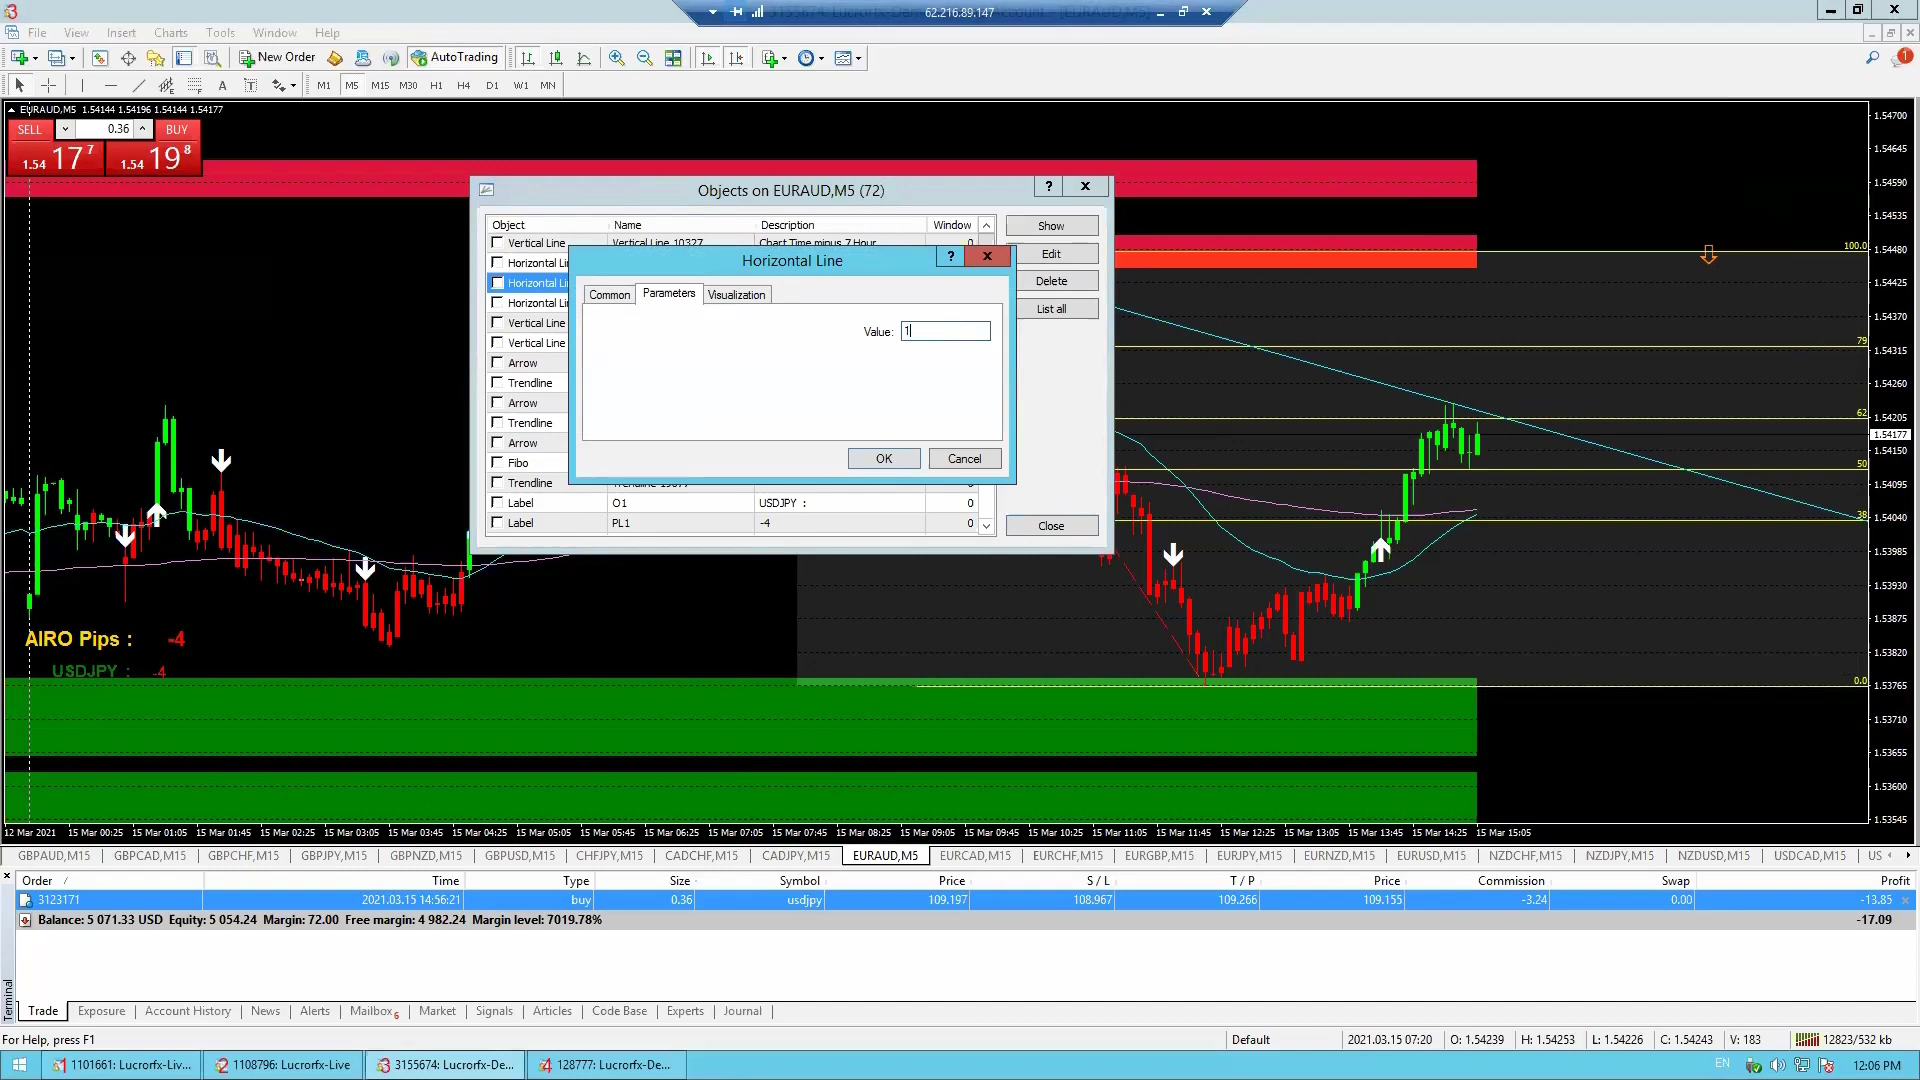 62.216.89.147
File View Insert Charts Tools Window Help
New Order AutoTrading 1
A T M1 M5 M15 M30 H1 H4 D1 W1 MN
EURAUD,M5 1.54144 1.54196 1.54144 1.54177
SELL 0.36 BUY
1.54 17 7 1.54 19 8
Objects on EURAUD,M5 (72)
Object Name Description Window
Vertical Line Vertical Line 10327 Chart Time minus 7 Hour 0
Horizontal Li
Horizontal Li
Horizontal Li
Vertical Line
Vertical Line
Arrow
Trendline
Arrow
Trendline
Arrow
Fibo
Trendline
Label O1 USDJPY : 0
Label PL1 -4 0
Show
Edit
Delete
List all
Close
Horizontal Line
Common Parameters Visualization
Value: 1
OK Cancel
100.0
79
62
50
38
0.0
1.54700
1.54645
1.54590
1.54535
1.54480
1.54425
1.54370
1.54315
1.54260
1.54205
1.54177
1.54150
1.54095
1.54040
1.53985
1.53930
1.53875
1.53820
1.53765
1.53710
1.53655
1.53600
1.53545
AIRO Pips : -4
USDJPY : -4
12 Mar 2021 15 Mar 00:25 15 Mar 01:05 15 Mar 01:45 15 Mar 02:25 15 Mar 03:05 15 Mar 03:45 15 Mar 04:25 15 Mar 05:05 15 Mar 05:45 15 Mar 06:25 15 Mar 07:05 15 Mar 07:45 15 Mar 08:25 15 Mar 09:05 15 Mar 09:45 15 Mar 10:25 15 Mar 11:05 15 Mar 11:45 15 Mar 12:25 15 Mar 13:05 15 Mar 13:45 15 Mar 14:25 15 Mar 15:05
GBPAUD,M15 GBPCAD,M15 GBPCHF,M15 GBPJPY,M15 GBPNZD,M15 GBPUSD,M15 CHFJPY,M15 CADCHF,M15 CADJPY,M15 EURAUD,M5 EURCAD,M15 EURCHF,M15 EURGBP,M15 EURJPY,M15 EURNZD,M15 EURUSD,M15 NZDCHF,M15 NZDJPY,M15 NZDUSD,M15 USDCAD,M15 US
Order / Time Type Size Symbol Price S / L T / P Price Commission Swap Profit
3123171 2021.03.15 14:56:21 buy 0.36 usdjpy 109.197 108.967 109.266 109.155 -3.24 0.00 -13.85
Balance: 5 071.33 USD Equity: 5 054.24 Margin: 72.00 Free margin: 4 982.24 Margin level: 7019.78% -17.09
Terminal
Trade Exposure Account History News Alerts Mailbox 6 Market Signals Articles Code Base Experts Journal
For Help, press F1 Default 2021.03.15 07:20 O: 1.54239 H: 1.54253 L: 1.54226 C: 1.54243 V: 183 12823/532 kb
1101661: Lucrorfx-Liv... 1108796: Lucrorfx-Live 3155674: Lucrorfx-De... 128777: Lucrorfx-De... EN 12:06 PM